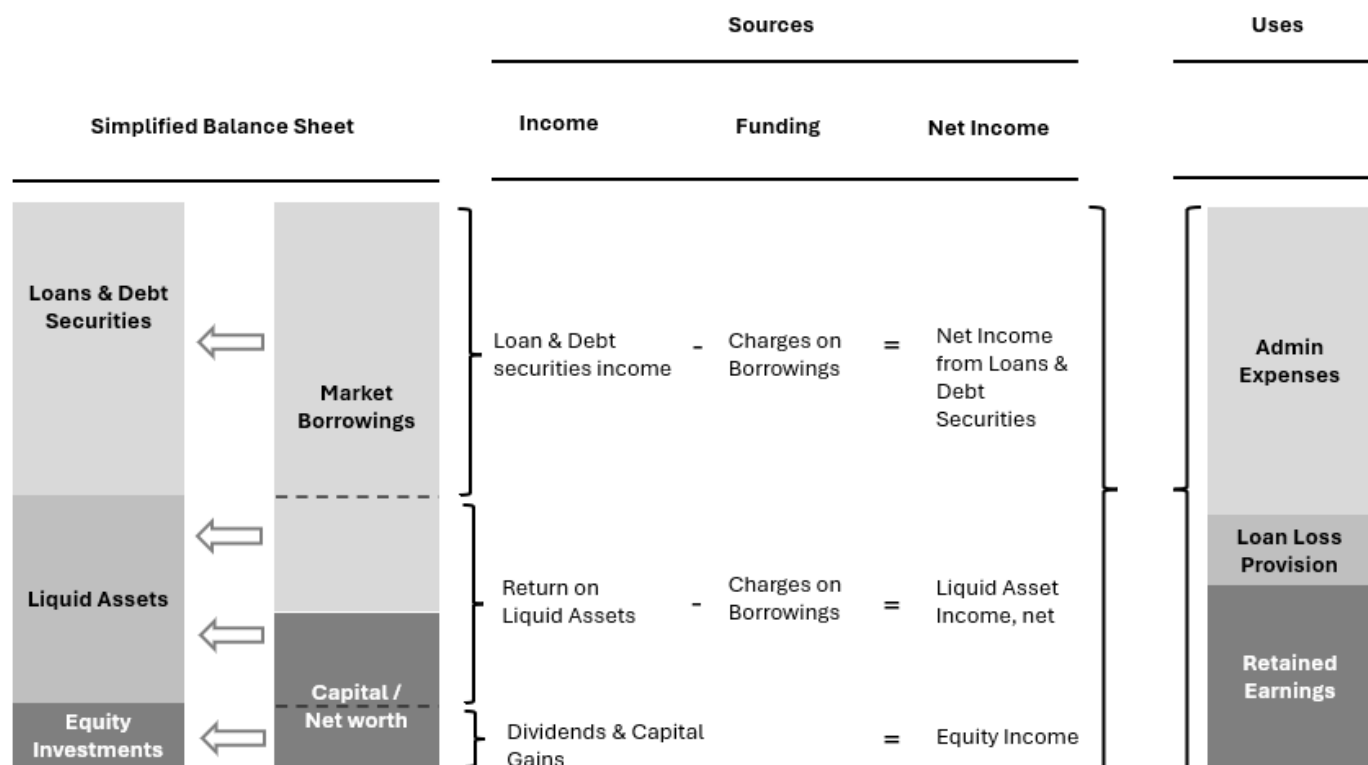 Sources
Uses
Simplified Balance Sheet
Income
Funding
Net Income
Loans & Debt
Securities
Market
Borrowings
Loan & Debt
securities income
-
Charges on
Borrowings
=
Net Income
from Loans &
Debt
Securities
Admin
Expenses
Liquid Assets
Return on
Liquid Assets
-
Charges on
Borrowings
=
Liquid Asset
Income, net
Loan Loss
Provision
Capital /
Net worth
Retained
Earnings
Equity
Investments
Dividends & Capital
Gains
=
Equity Income